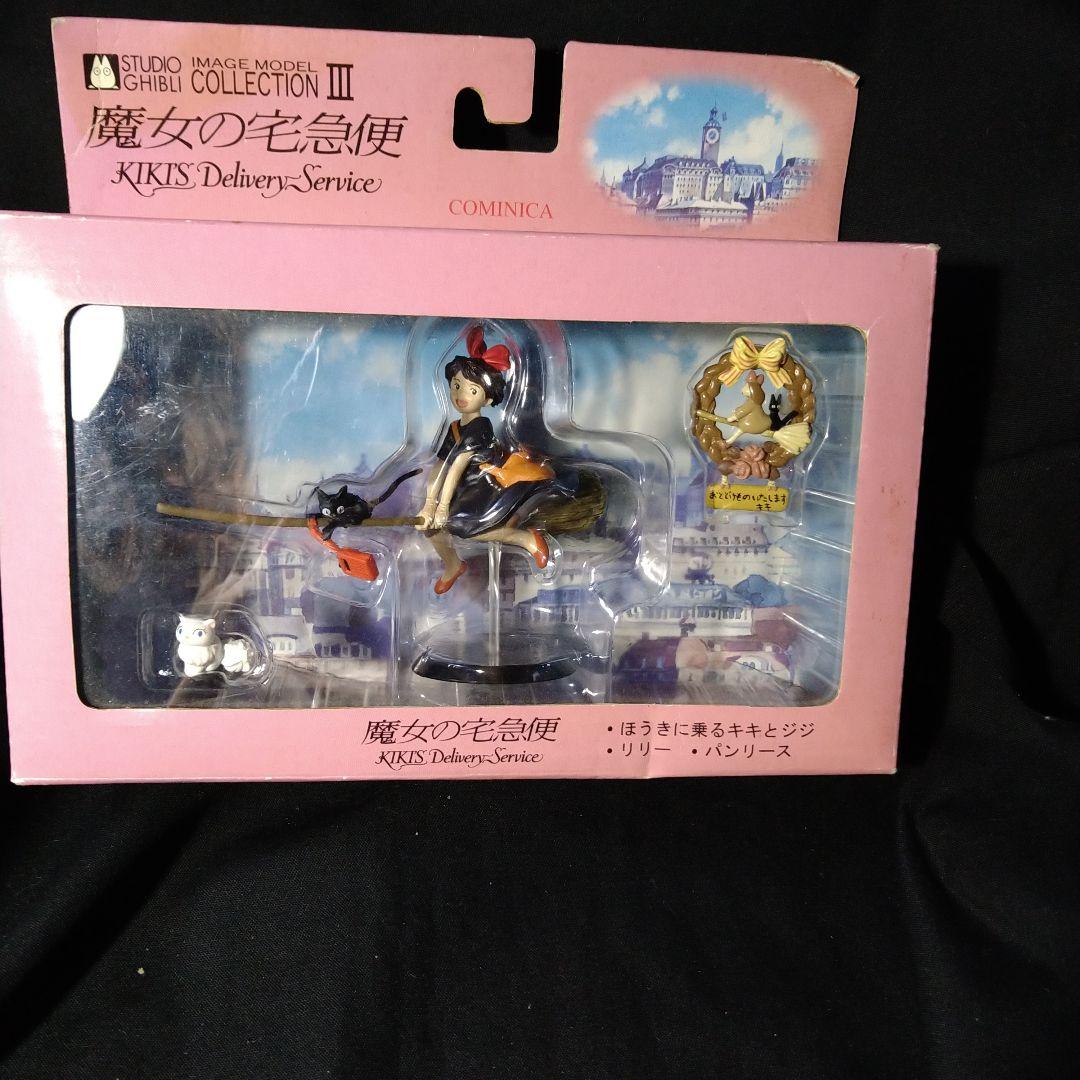 STUDIO GHIBLI
IMAGE MODEL COLLECTION III
魔女の宅急便
KIKI'S Delivery Service
COMINICA
おとどけものいたします
キキ
魔女の宅急便
KIKI'S Delivery Service
・ほうきに乗るキキとジジ
・リリー ・パンリース